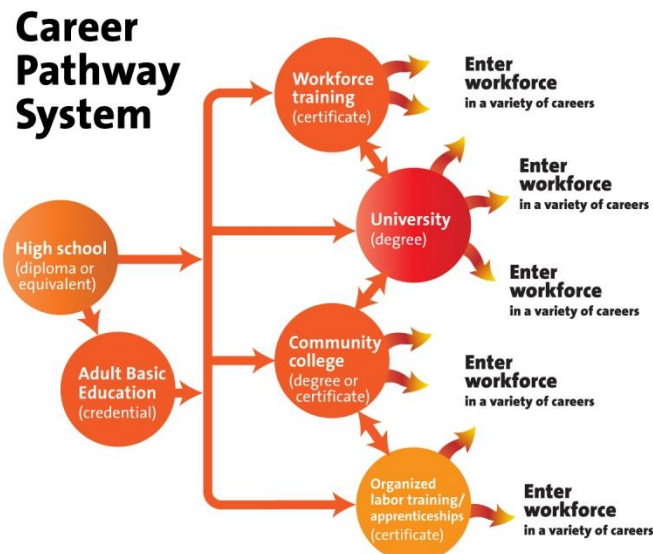 Career
Pathway
System
Workforce
training
(certificate)
Enter
workforce
in a variety of careers
High school
(diploma or
equivalent)
University
(degree)
Enter
workforce
in a variety of careers
Enter
workforce
in a variety of careers
Adult Basic
Education
(credential)
Community
college
(degree or
certificate)
Enter
workforce
in a variety of careers
Organized
labor training/
apprenticeships
(certificate)
Enter
workforce
in a variety of careers